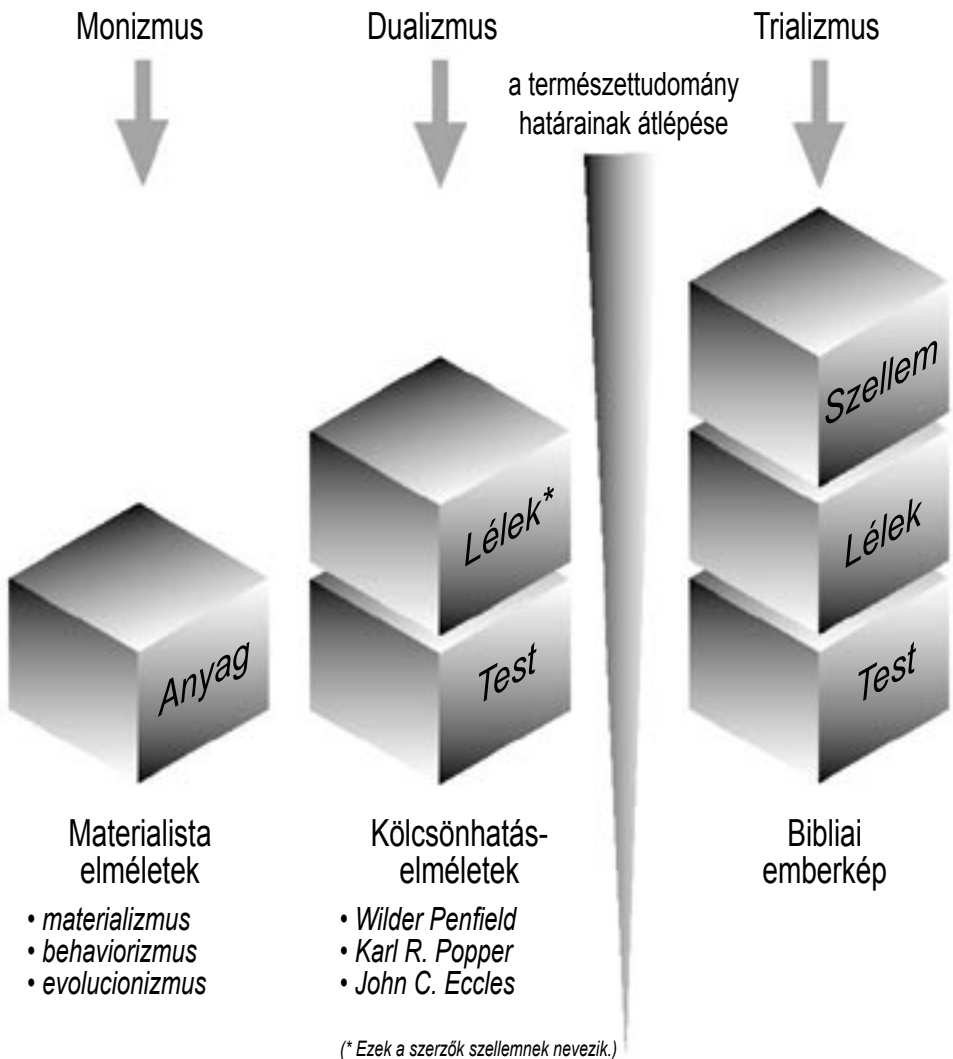 Monizmus
Dualizmus
Trializmus
a természettudomány
határainak átlépése
Anyag
Lélek*
Test
Szellem
Lélek
Test
Materialista
elméletek
• materializmus
• behaviorizmus
• evolucionizmus
Kölcsönhatás-
elméletek
• Wilder Penfield
• Karl R. Popper
• John C. Eccles
(* Ezek a szerzők szellemnek nevezik.)
Bibliai
emberkép